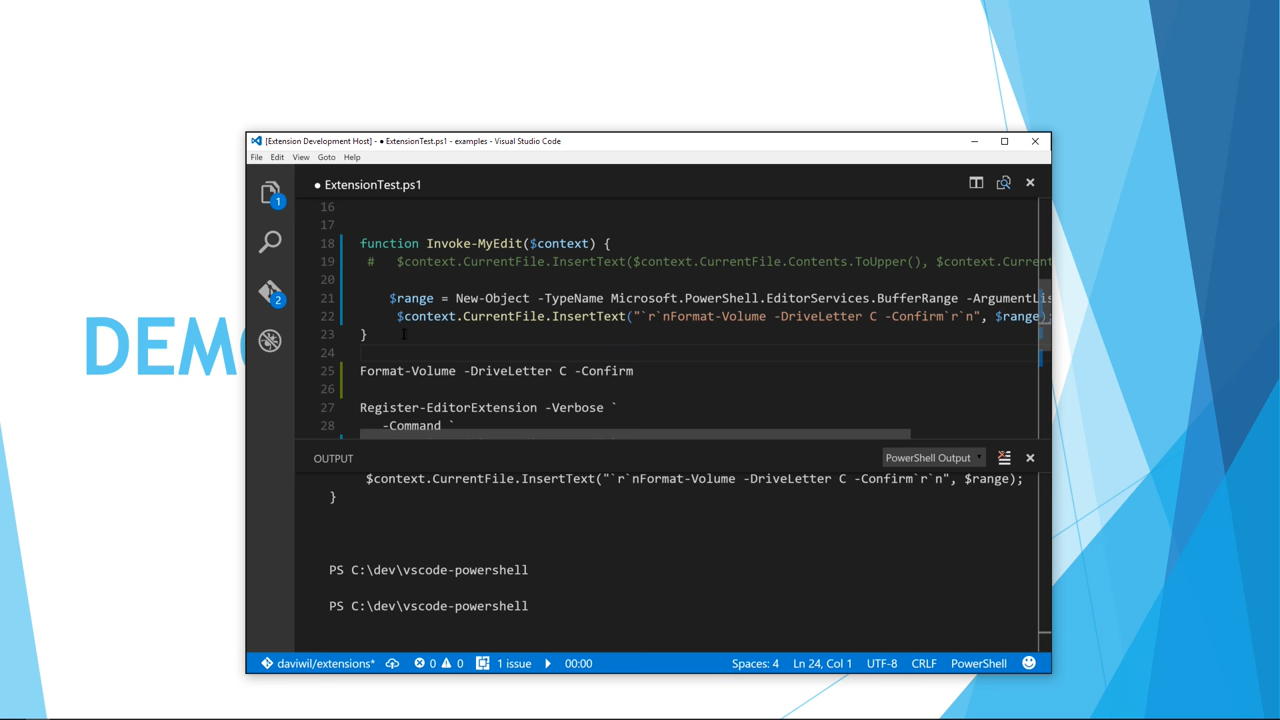 DEMO
[Extension Development Host] - ● ExtensionTest.ps1 - examples - Visual Studio Code
File Edit View Goto Help
1
● ExtensionTest.ps1
16
17
18 function Invoke-MyEdit($context) {
19 # $context.CurrentFile.InsertText($context.CurrentFile.Contents.ToUpper(), $context.Current
20
21 $range = New-Object -TypeName Microsoft.PowerShell.EditorServices.BufferRange -ArgumentLis
22 $context.CurrentFile.InsertText("`r`nFormat-Volume -DriveLetter C -Confirm`r`n", $range);
2
23 }
24
25 Format-Volume -DriveLetter C -Confirm
26
27 Register-EditorExtension -Verbose `
28 -Command `
OUTPUT
PowerShell Output
$context.CurrentFile.InsertText("`r`nFormat-Volume -DriveLetter C -Confirm`r`n", $range);
}
PS C:\dev\vscode-powershell
PS C:\dev\vscode-powershell
daviwil/extensions* 0 0 1 issue 00:00 Spaces: 4 Ln 24, Col 1 UTF-8 CRLF PowerShell